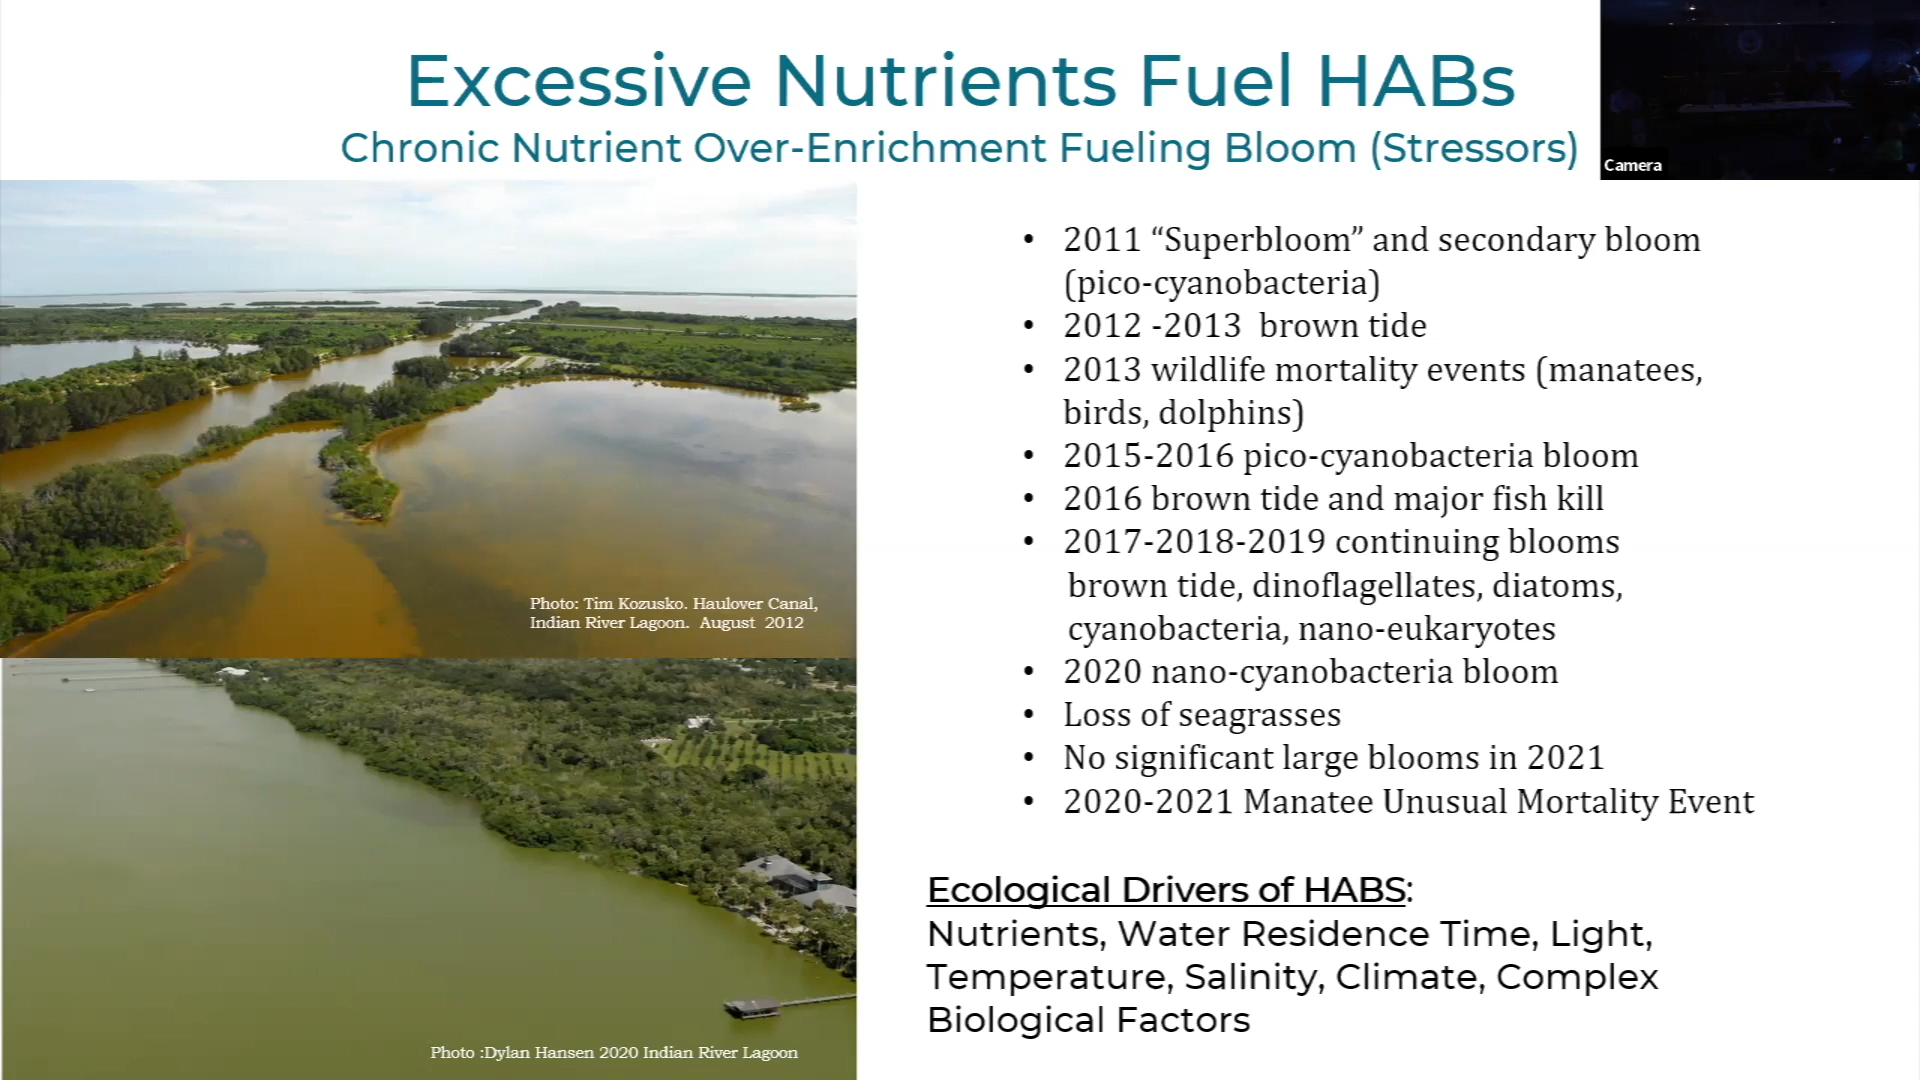 Excessive Nutrients Fuel HABs
Chronic Nutrient Over-Enrichment Fueling Bloom (Stressors)
Camera
Photo: Tim Kozusko. Haulover Canal,
Indian River Lagoon. August 2012
Photo :Dylan Hansen 2020 Indian River Lagoon
• 2011 “Superbloom” and secondary bloom
(pico-cyanobacteria)
• 2012 -2013 brown tide
• 2013 wildlife mortality events (manatees,
birds, dolphins)
• 2015-2016 pico-cyanobacteria bloom
• 2016 brown tide and major fish kill
• 2017-2018-2019 continuing blooms
brown tide, dinoflagellates, diatoms,
cyanobacteria, nano-eukaryotes
• 2020 nano-cyanobacteria bloom
• Loss of seagrasses
• No significant large blooms in 2021
• 2020-2021 Manatee Unusual Mortality Event
Ecological Drivers of HABS:
Nutrients, Water Residence Time, Light,
Temperature, Salinity, Climate, Complex
Biological Factors